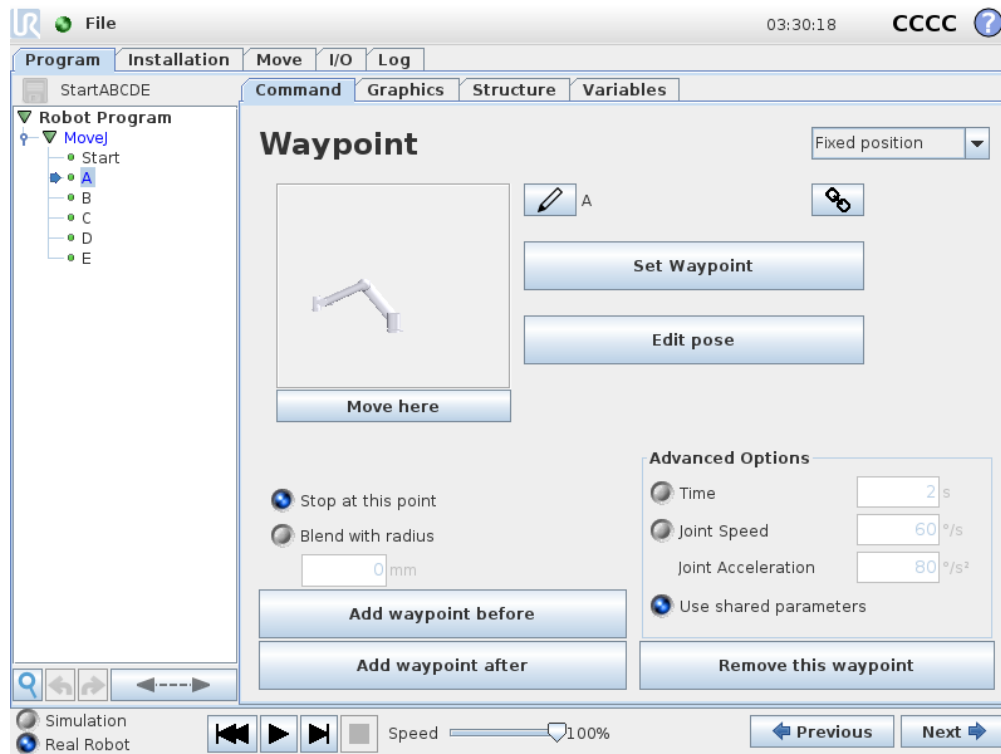 UR File 03:30:18 CCCC ?
Program Installation Move I/O Log
StartABCDE Command Graphics Structure Variables
Robot Program
MoveJ
Start
A
B
C
D
E
Waypoint
Fixed position
A
Set Waypoint
Edit pose
Move here
Stop at this point
Blend with radius
0 mm
Advanced Options
Time 2 s
Joint Speed 60 °/s
Joint Acceleration 80 °/s²
Use shared parameters
Add waypoint before
Add waypoint after
Remove this waypoint
Simulation
Real Robot
Speed 100%
Previous Next